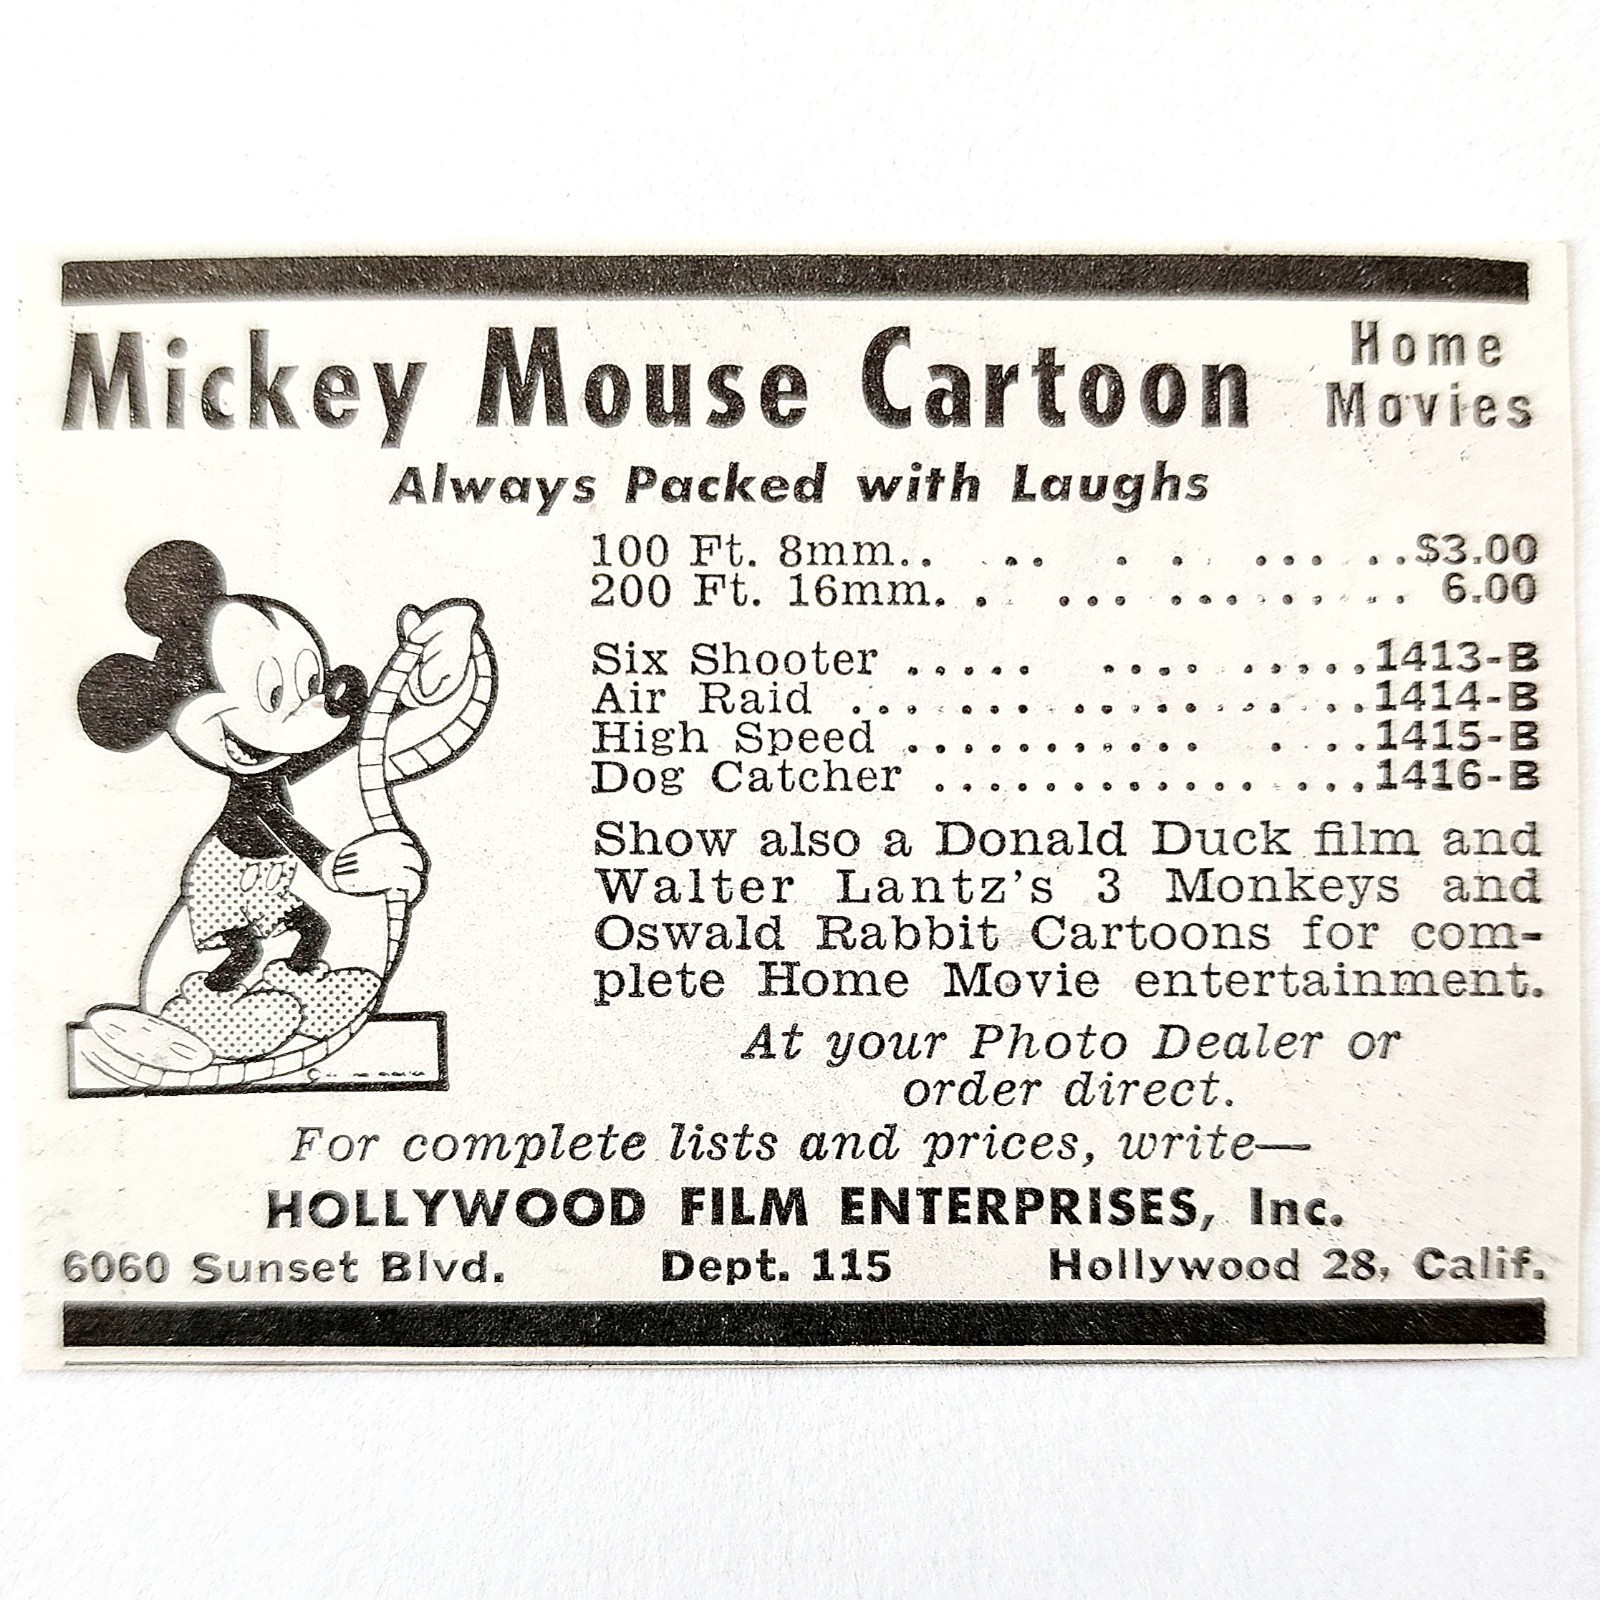 Mickey Mouse Cartoon Home Movies
Always Packed with Laughs
100 Ft. 8mm.. .. . . ... ..$3.00
200 Ft. 16mm. . ... ......... 6.00
Six Shooter ..... .... .....1413-B
Air Raid ... ... ........ . ..1414-B
High Speed ............ . ...1415-B
Dog Catcher ............. ...1416-B
Show also a Donald Duck film and
Walter Lantz's 3 Monkeys and
Oswald Rabbit Cartoons for com-
plete Home Movie entertainment.
At your Photo Dealer or
order direct.
For complete lists and prices, write—
HOLLYWOOD FILM ENTERPRISES, Inc.
6060 Sunset Blvd. Dept. 115 Hollywood 28, Calif.